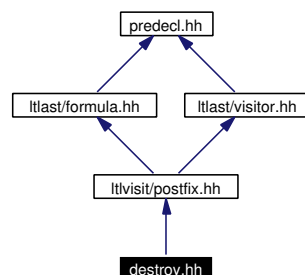 predecl.hh
ltlast/formula.hh
ltlast/visitor.hh
ltlvisit/postfix.hh
destroy.hh